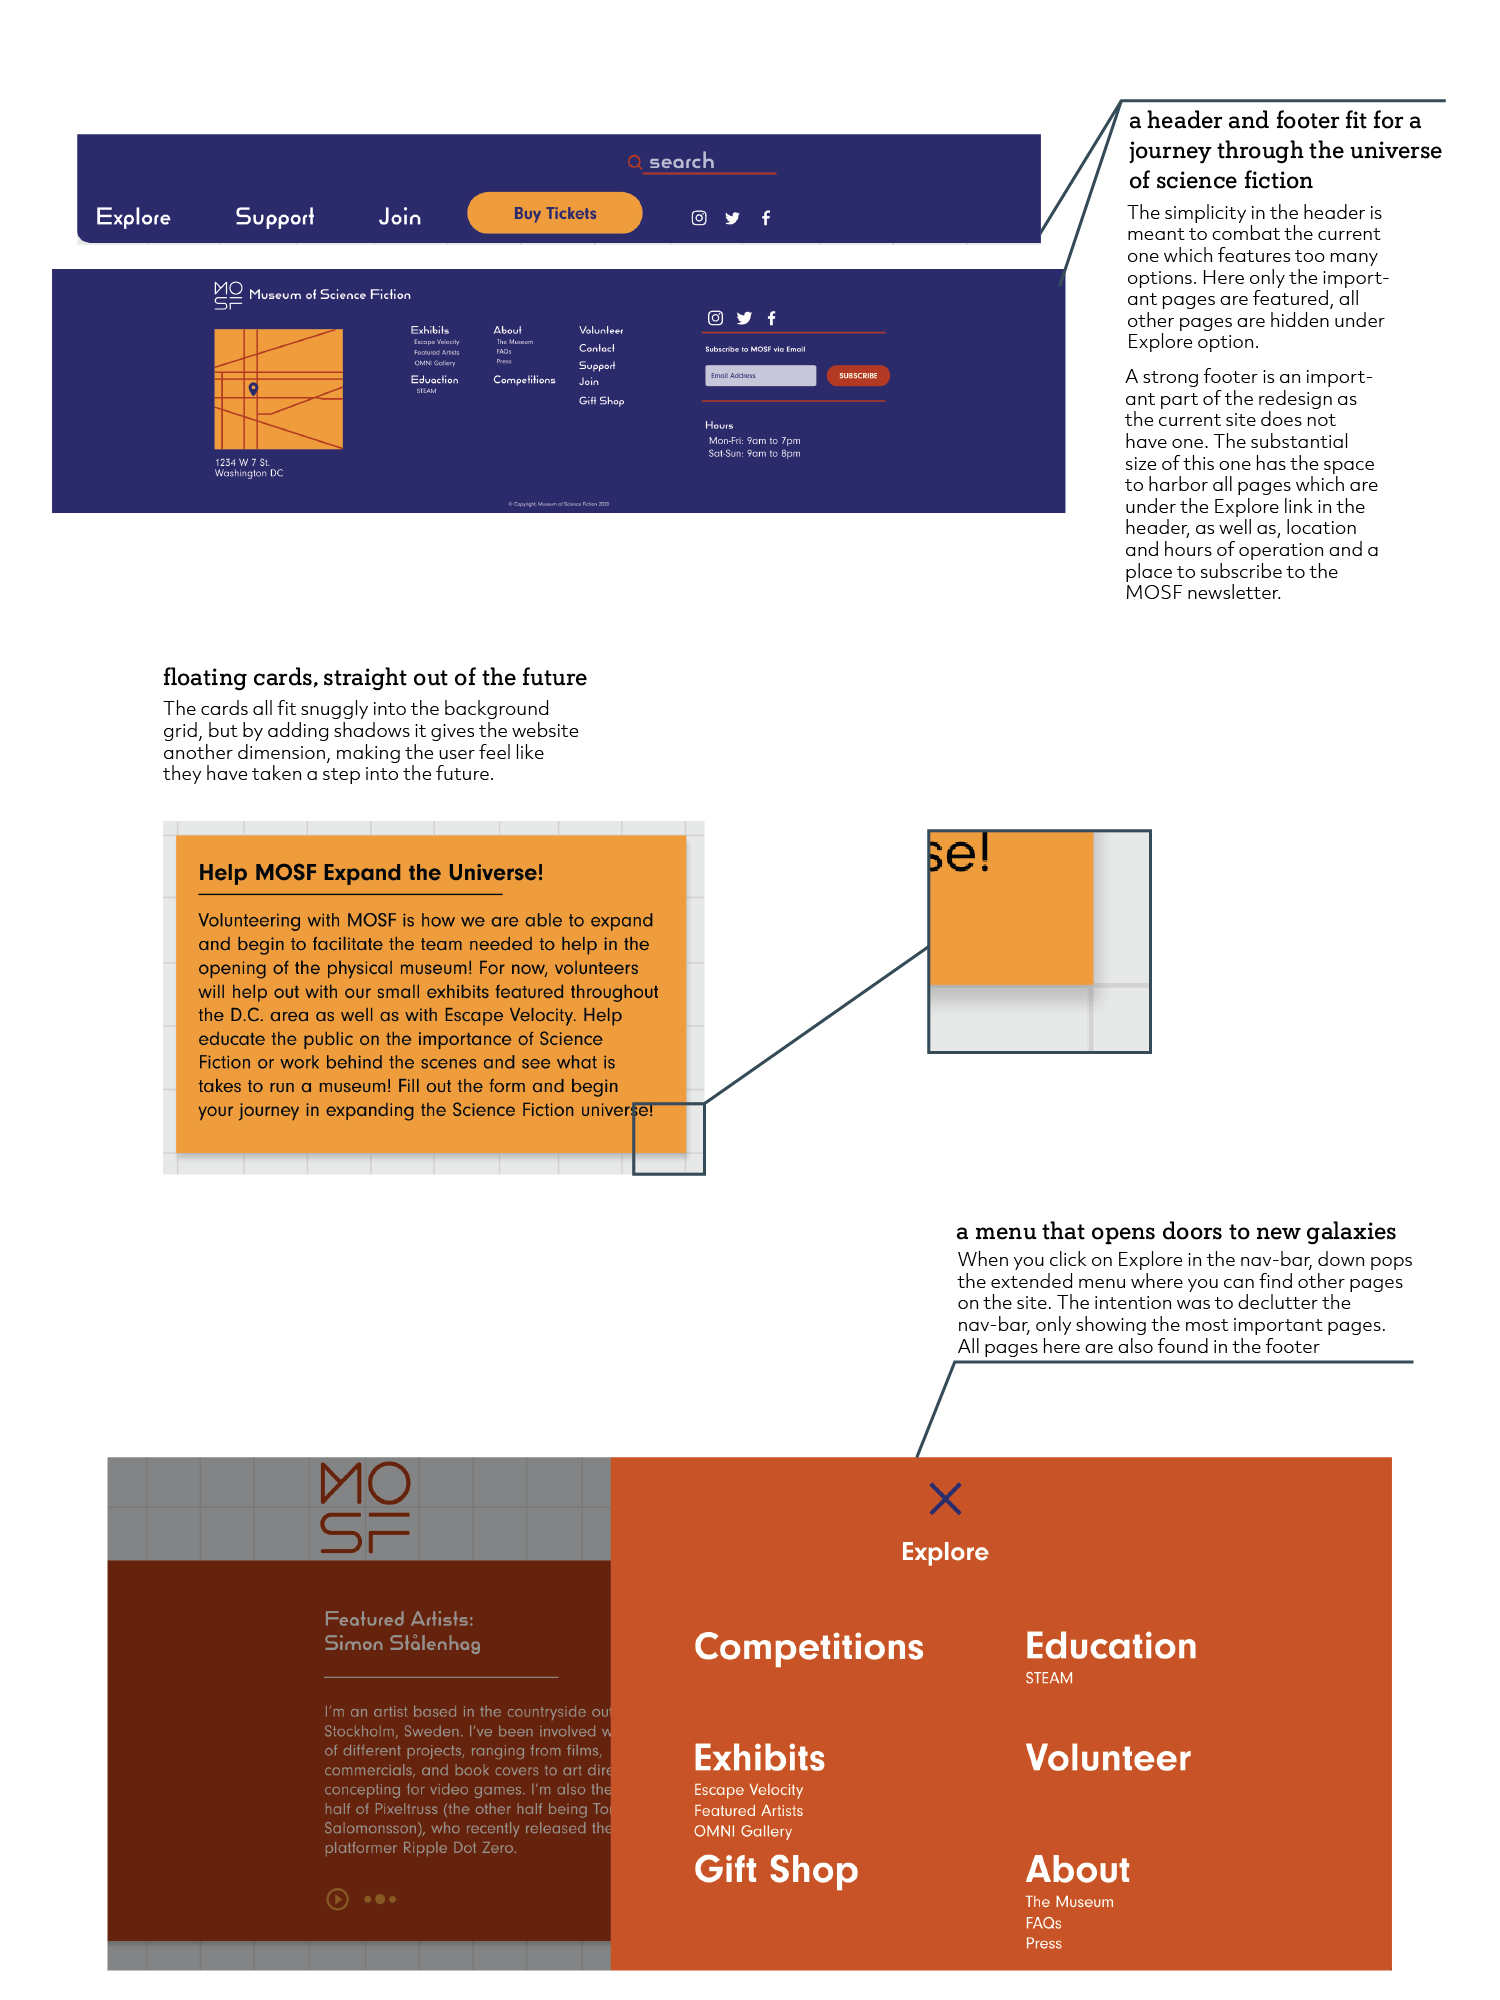 search
Explore
Support
Join
Buy Tickets
a header and footer fit for a
journey through the universe
of science fiction
The simplicity in the header is
meant to combat the current
one which features too many
options. Here only the import-
ant pages are featured, all
other pages are hidden under
Explore option.
A strong footer is an import-
ant part of the redesign as
the current site does not
have one. The substantial
size of this one has the space
to harbor all pages which are
under the Explore link in the
header, as well as, location
and hours of operation and a
place to subscribe to the
MOSF newsletter.
MO
SF
Museum of Science Fiction
1234 W 7 St.
Washington DC
Exhibits
Escape Velocity
Featured Artists
OMNI Gallery
Eduaction
STEAM
About
The Museum
FAQs
Press
Competitions
Volunteer
Contact
Support
Join
Gift Shop
Subscribe to MOSF via Email
Email Address
SUBSCRIBE
Hours
Mon-Fri: 9am to 7pm
Sat-Sun: 9am to 8pm
© Copyright, Museum of Science Fiction 2020
floating cards, straight out of the future
The cards all fit snuggly into the background
grid, but by adding shadows it gives the website
another dimension, making the user feel like
they have taken a step into the future.
Help MOSF Expand the Universe!
Volunteering with MOSF is how we are able to expand
and begin to facilitate the team needed to help in the
opening of the physical museum! For now, volunteers
will help out with our small exhibits featured throughout
the D.C. area as well as with Escape Velocity. Help
educate the public on the importance of Science
Fiction or work behind the scenes and see what is
takes to run a museum! Fill out the form and begin
your journey in expanding the Science Fiction universe!
se!
a menu that opens doors to new galaxies
When you click on Explore in the nav-bar, down pops
the extended menu where you can find other pages
on the site. The intention was to declutter the
nav-bar, only showing the most important pages.
All pages here are also found in the footer
MO
SF
Featured Artists:
Simon Stålenhag
I'm an artist based in the countryside out
Stockholm, Sweden. I've been involved w
of different projects, ranging from films,
commercials, and book covers to art dire
concepting for video games. I'm also the
half of Pixeltruss (the other half being To
Salomonsson), who recently released the
platformer Ripple Dot Zero.
Explore
Competitions
Education
STEAM
Exhibits
Escape Velocity
Featured Artists
OMNI Gallery
Volunteer
Gift Shop
About
The Museum
FAQs
Press